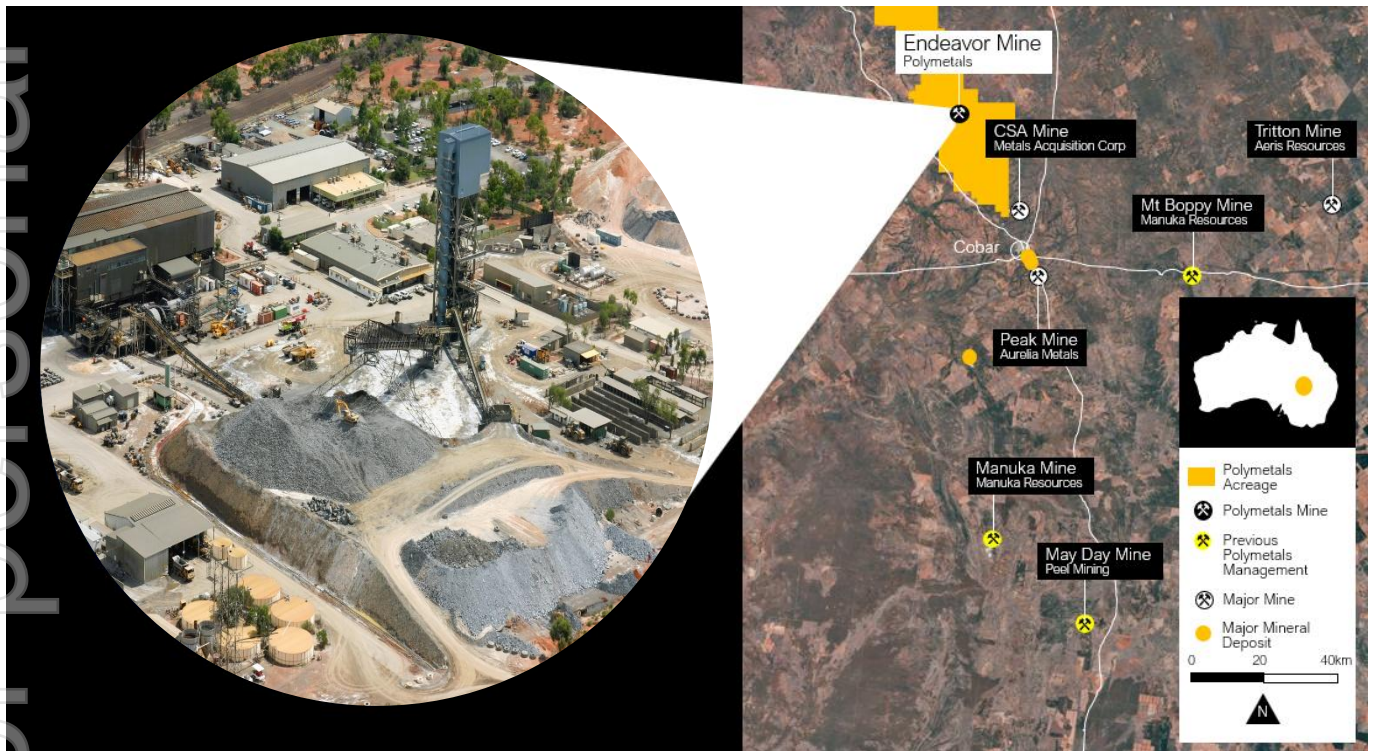 Endeavor Mine
Polymetals
CSA Mine
Metals Acquisition Corp
Tritton Mine
Aeris Resources
Mt Boppy Mine
Manuka Resources
Cobar
Peak Mine
Aurelia Metals
Manuka Mine
Manuka Resources
May Day Mine
Peel Mining
Polymetals
Acreage
Polymetals Mine
Previous
Polymetals
Management
Major Mine
Major Mineral
Deposit
0 20 40km
N
personal